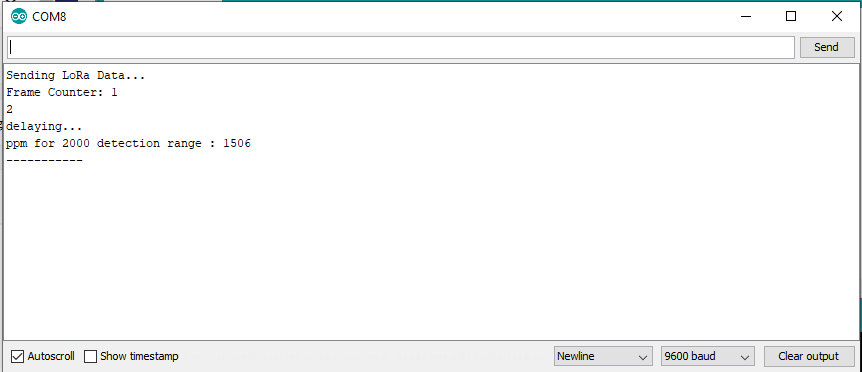 COM8
Send
Sending LoRa Data...
Frame Counter: 1
2
delaying...
ppm for 2000 detection range : 1506
-----------
Autoscroll
Show timestamp
Newline
9600 baud
Clear output